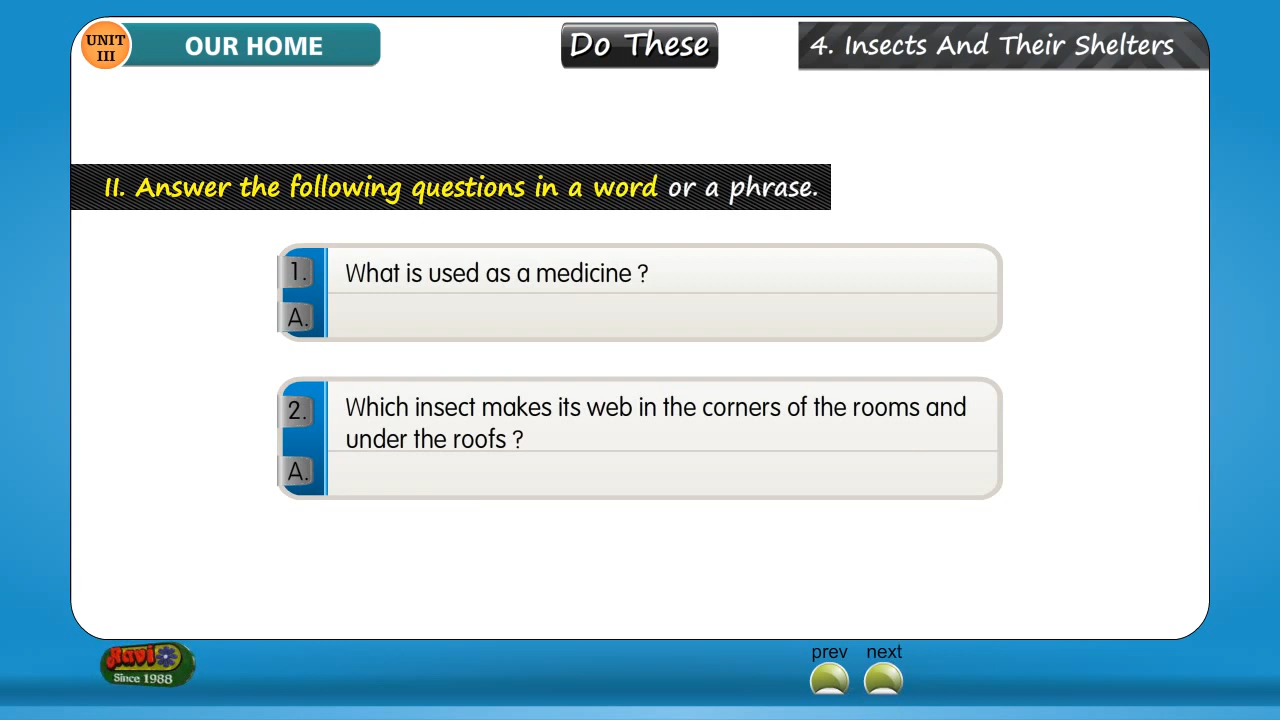 UNIT
III
OUR HOME
Do These
4. Insects And Their Shelters
II. Answer the following questions in a word or a phrase.
1. What is used as a medicine ?
A.
2. Which insect makes its web in the corners of the rooms and
under the roofs ?
A.
Ravi
Since 1988
prev next